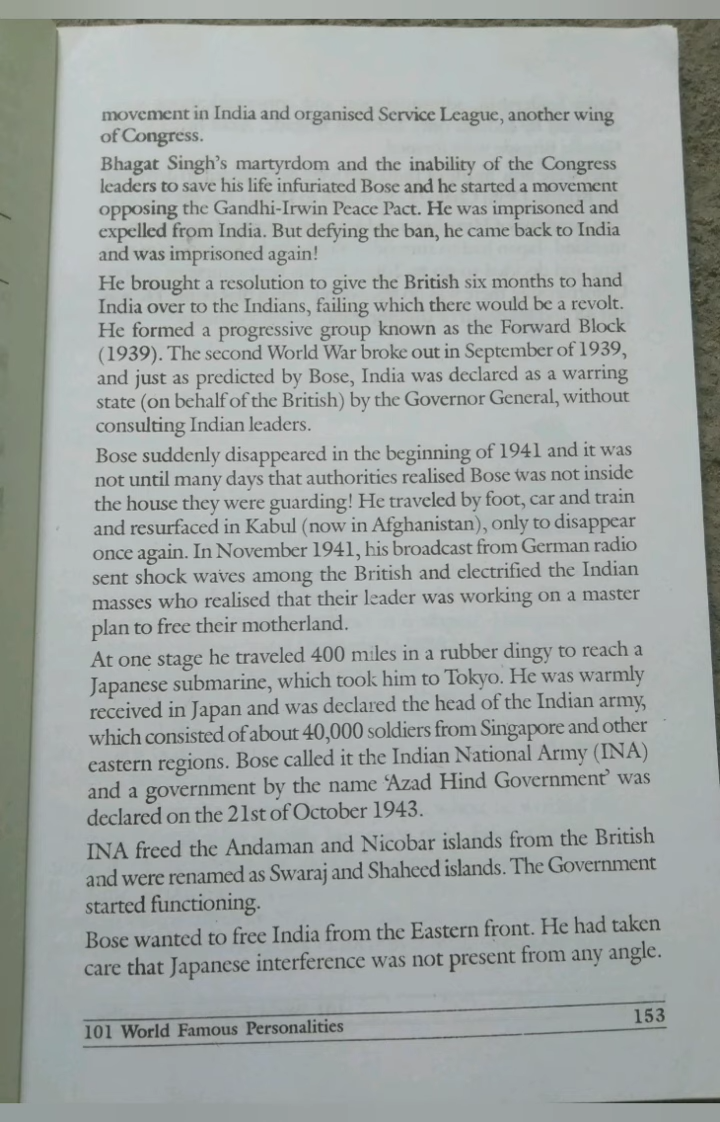 movement in India and organised Service League, another wing
of Congress.
Bhagat Singh's martyrdom and the inability of the Congress
leaders to save his life infuriated Bose and he started a movement
opposing the Gandhi-Irwin Peace Pact. He was imprisoned and
expelled from India. But defying the ban, he came back to India
and was imprisoned again!
He brought a resolution to give the British six months to hand
India over to the Indians, failing which there would be a revolt.
He formed a progressive group known as the Forward Block
(1939). The second World War broke out in September of 1939,
and just as predicted by Bose, India was declared as a warring
state (on behalf of the British) by the Governor General, without
consulting Indian leaders.
Bose suddenly disappeared in the beginning of 1941 and it was
not until many days that authorities realised Bose was not inside
the house they were guarding! He traveled by foot, car and train
and resurfaced in Kabul (now in Afghanistan), only to disappear
once again. In November 1941, his broadcast from German radio
sent shock waves among the British and electrified the Indian
masses who realised that their leader was working on a master
plan to free their motherland.
At one stage he traveled 400 miles in a rubber dingy to reach a
Japanese submarine, which took him to Tokyo. He was warmly
received in Japan and was declared the head of the Indian army,
which consisted of about 40,000 soldiers from Singapore and other
eastern regions. Bose called it the Indian National Army (INA)
and a government by the name 'Azad Hind Government' was
declared on the 21st of October 1943.
INA freed the Andaman and Nicobar islands from the British
and were renamed as Swaraj and Shaheed islands. The Government
started functioning.
Bose wanted to free India from the Eastern front. He had taken
care that Japanese interference was not present from any angle.
101 World Famous Personalities 153